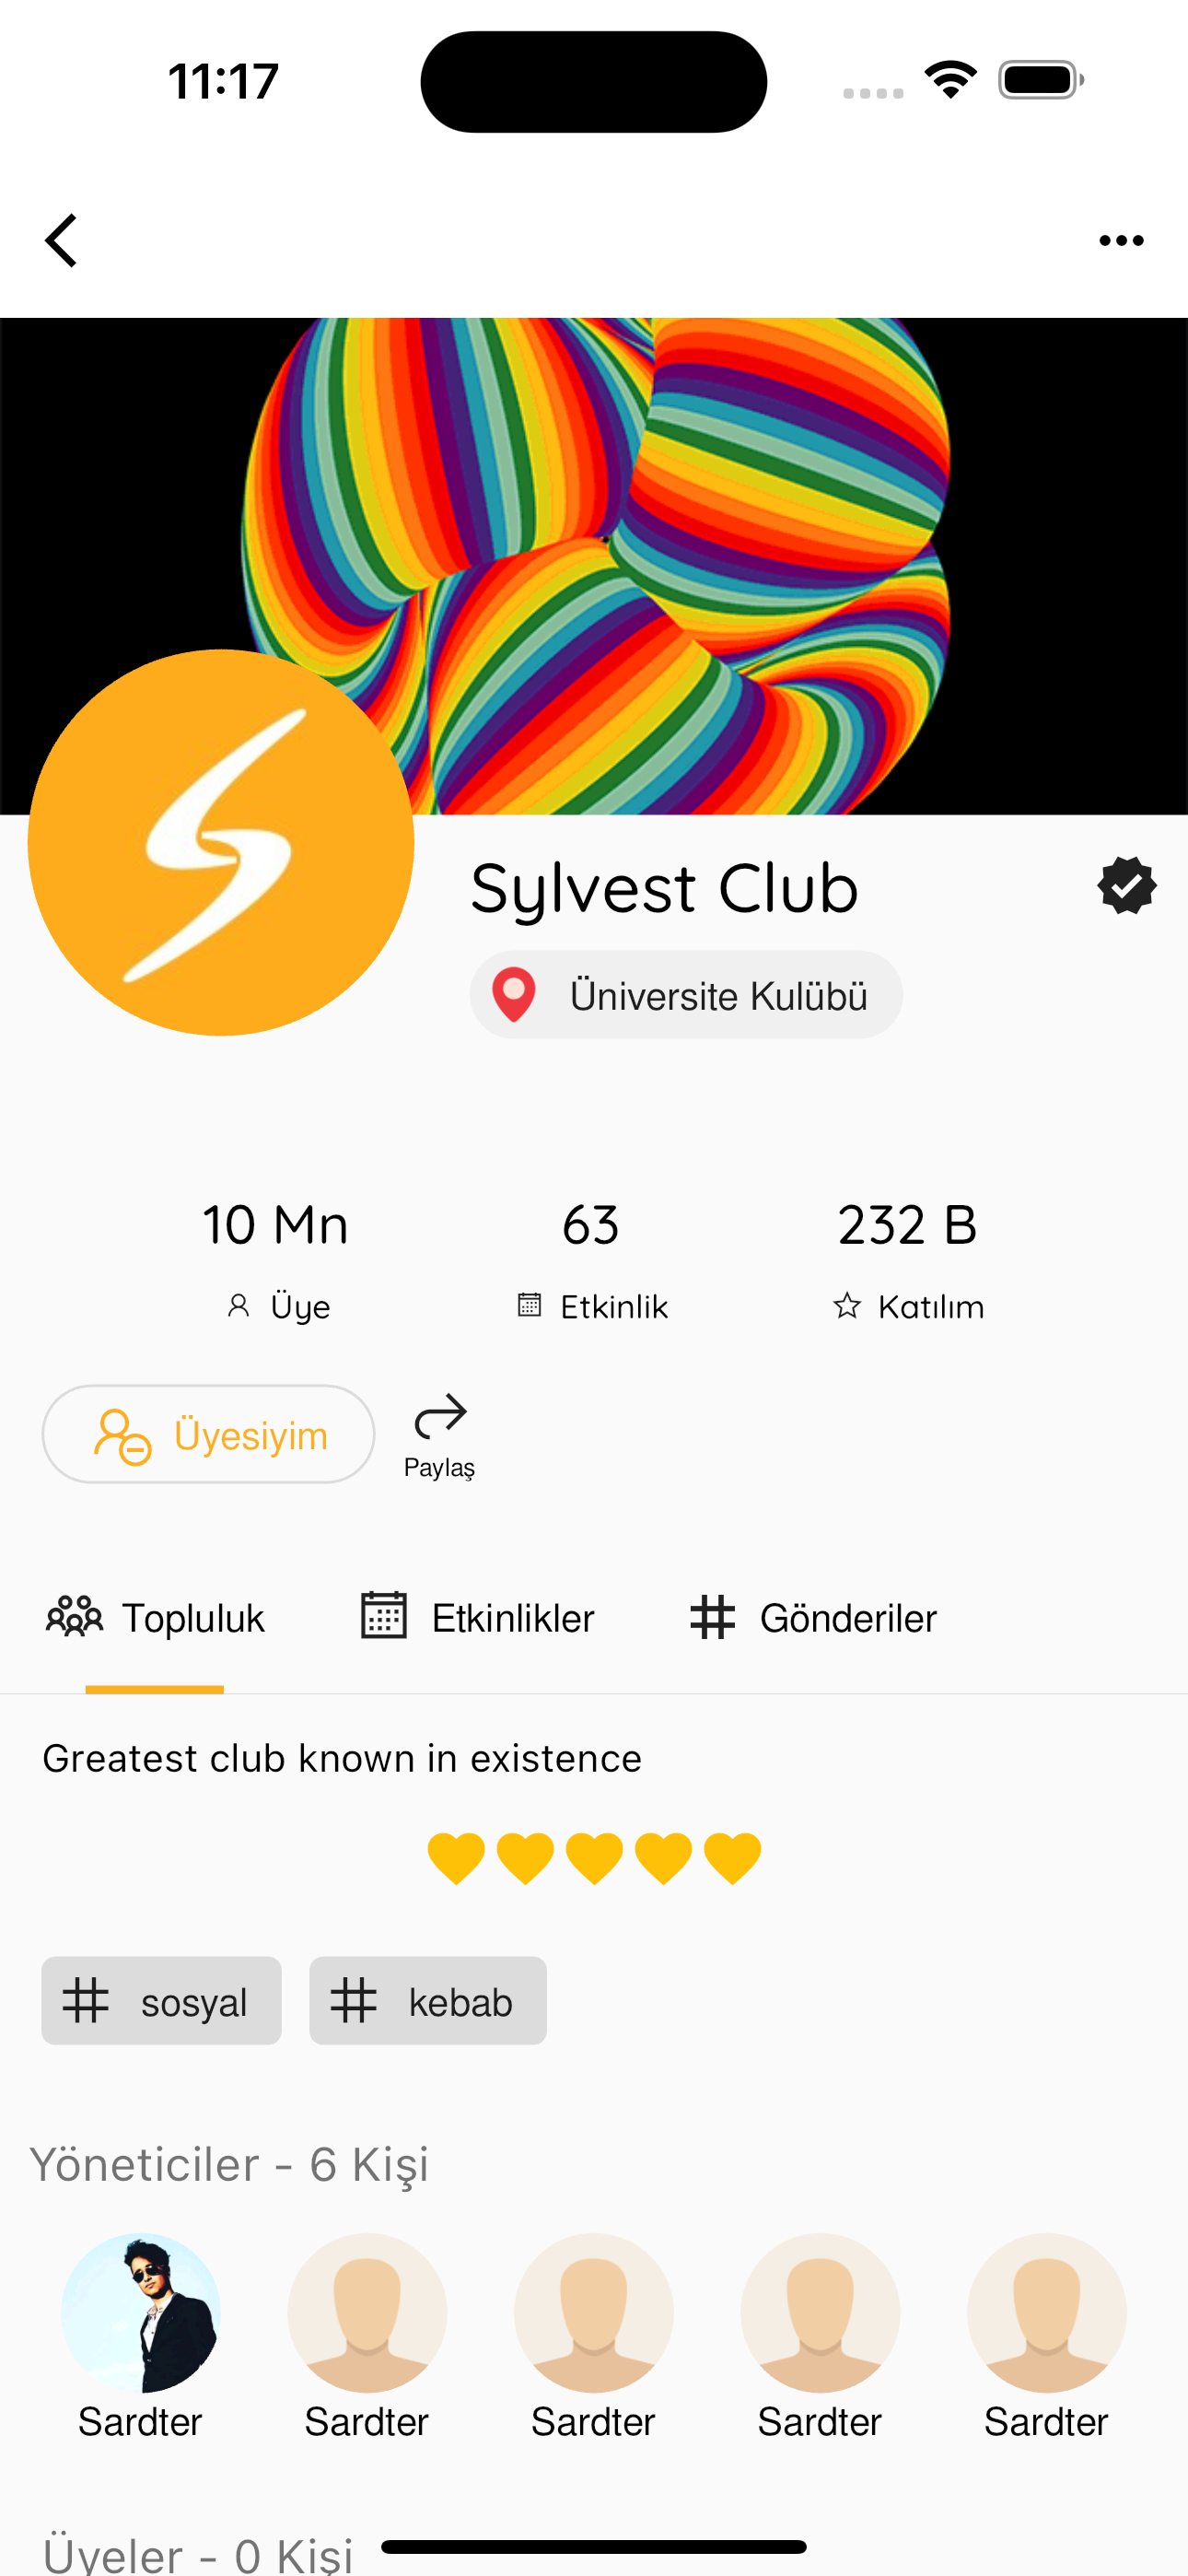 11:17
Sylvest Club
Üniversite Kulübü
10 Mn 63 232 B
Üye Etkinlik Katılım
Üyesiyim
Paylaş
Topluluk Etkinlikler Gönderiler
Greatest club known in existence
# sosyal # kebab
Yöneticiler - 6 Kişi
Sardter Sardter Sardter Sardter Sardter
Üyeler - 0 Kişi